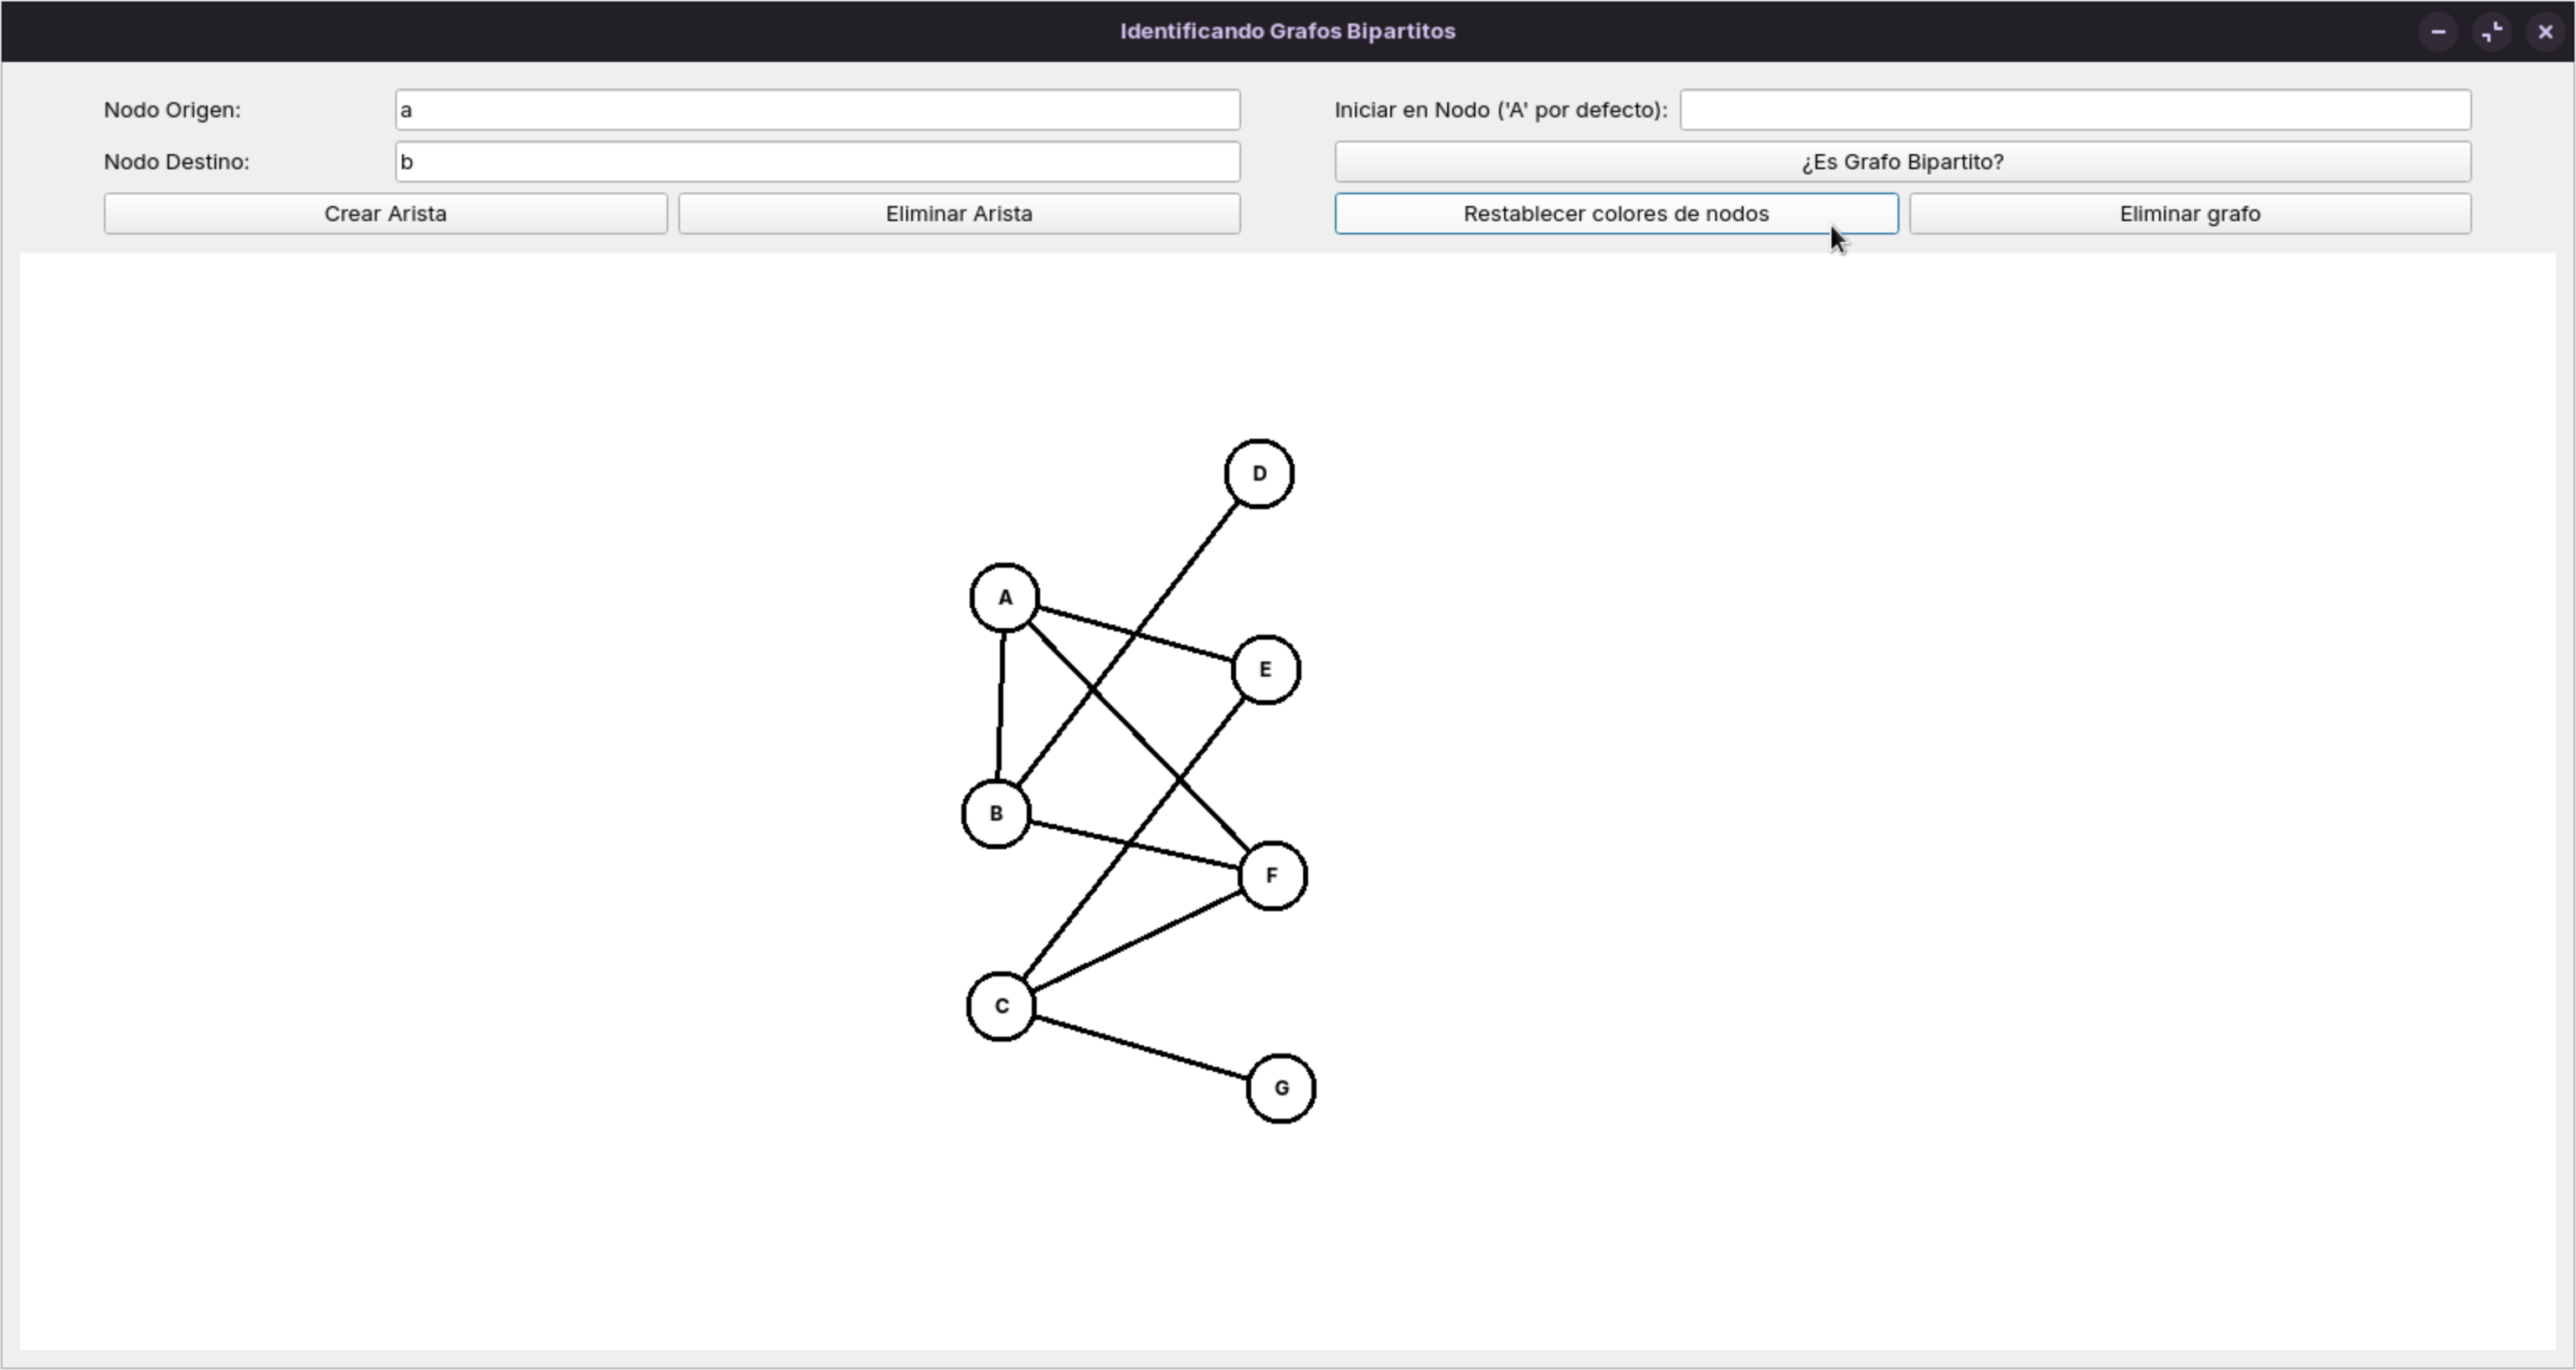 Identificando Grafos Bipartitos
Nodo Origen: a
Iniciar en Nodo ('A' por defecto):
Nodo Destino: b
¿Es Grafo Bipartito?
Crear Arista
Eliminar Arista
Restablecer colores de nodos
Eliminar grafo
D
A
E
B
F
C
G